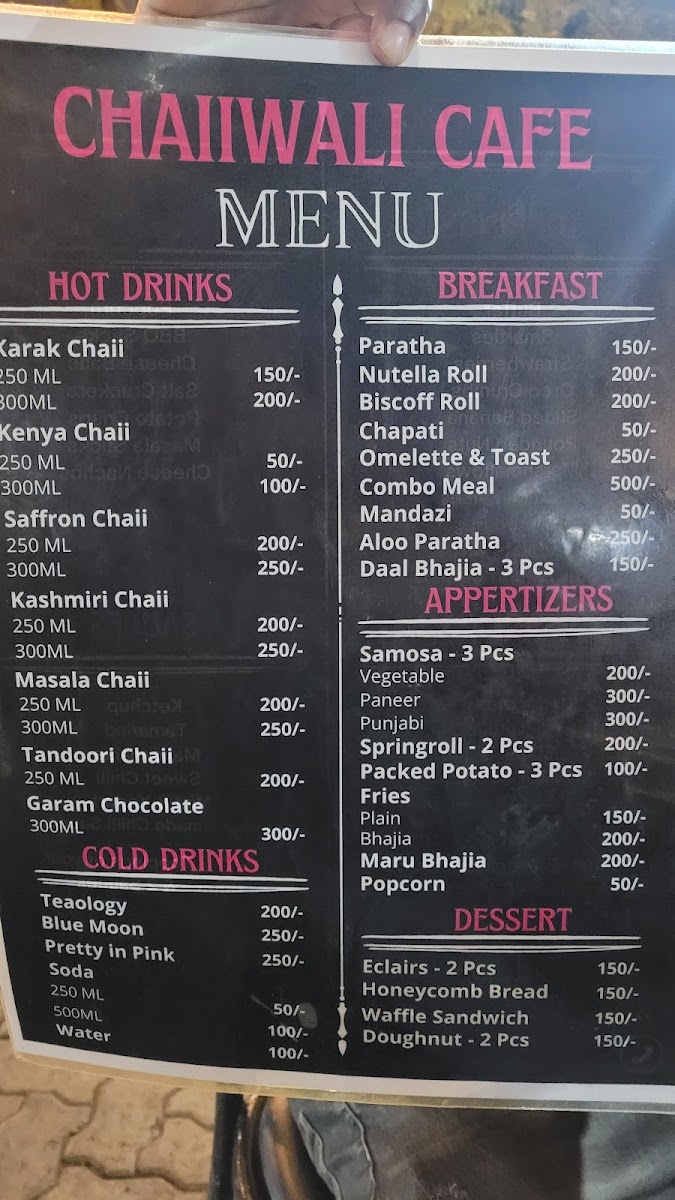 CHAIIWALI CAFE
MENU
HOT DRINKS
Karak Chaii
250 ML 150/-
300ML 200/-
Kenya Chaii
250 ML 50/-
300ML 100/-
Saffron Chaii
250 ML 200/-
300ML 250/-
Kashmiri Chaii
250 ML 200/-
300ML 250/-
Masala Chaii
250 ML 200/-
300ML 250/-
Tandoori Chaii
250 ML 200/-
Garam Chocolate
300ML 300/-
COLD DRINKS
Teaology 200/-
Blue Moon 250/-
Pretty in Pink 250/-
Soda
250 ML 50/-
500ML 100/-
Water 100/-
BREAKFAST
Paratha 150/-
Nutella Roll 200/-
Biscoff Roll 200/-
Chapati 50/-
Omelette & Toast 250/-
Combo Meal 500/-
Mandazi 50/-
Aloo Paratha 250/-
Daal Bhajia - 3 Pcs 150/-
APPERTIZERS
Samosa - 3 Pcs
Vegetable 200/-
Paneer 300/-
Punjabi 300/-
Springroll - 2 Pcs 200/-
Packed Potato - 3 Pcs 100/-
Fries
Plain 150/-
Bhajia 200/-
Maru Bhajia 200/-
Popcorn 50/-
DESSERT
Eclairs - 2 Pcs 150/-
Honeycomb Bread 150/-
Waffle Sandwich 150/-
Doughnut - 2 Pcs 150/-